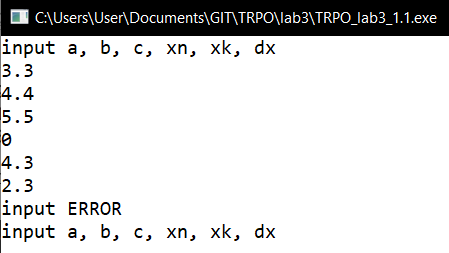 C:\Users\User\Documents\GIT\TRPO\lab3\TRPO_lab3_1.1.exe
input a, b, c, xn, xk, dx
3.3
4.4
5.5
0
4.3
2.3
input ERROR
input a, b, c, xn, xk, dx